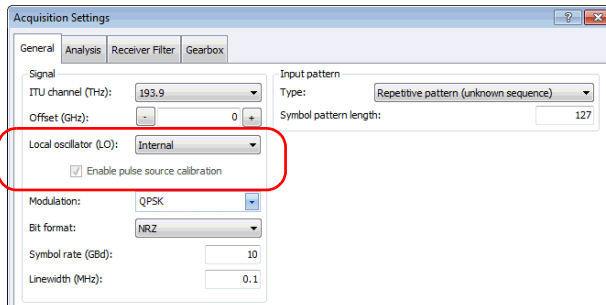 Acquisition Settings
General Analysis Receiver Filter Gearbox
Signal
ITU channel (THz): 193.9
Offset (GHz): - 0 +
Local oscillator (LO): Internal
Enable pulse source calibration
Modulation: QPSK
Bit format: NRZ
Symbol rate (GBd): 10
Linewidth (MHz): 0.1
Input pattern
Type: Repetitive pattern (unknown sequence)
Symbol pattern length: 127